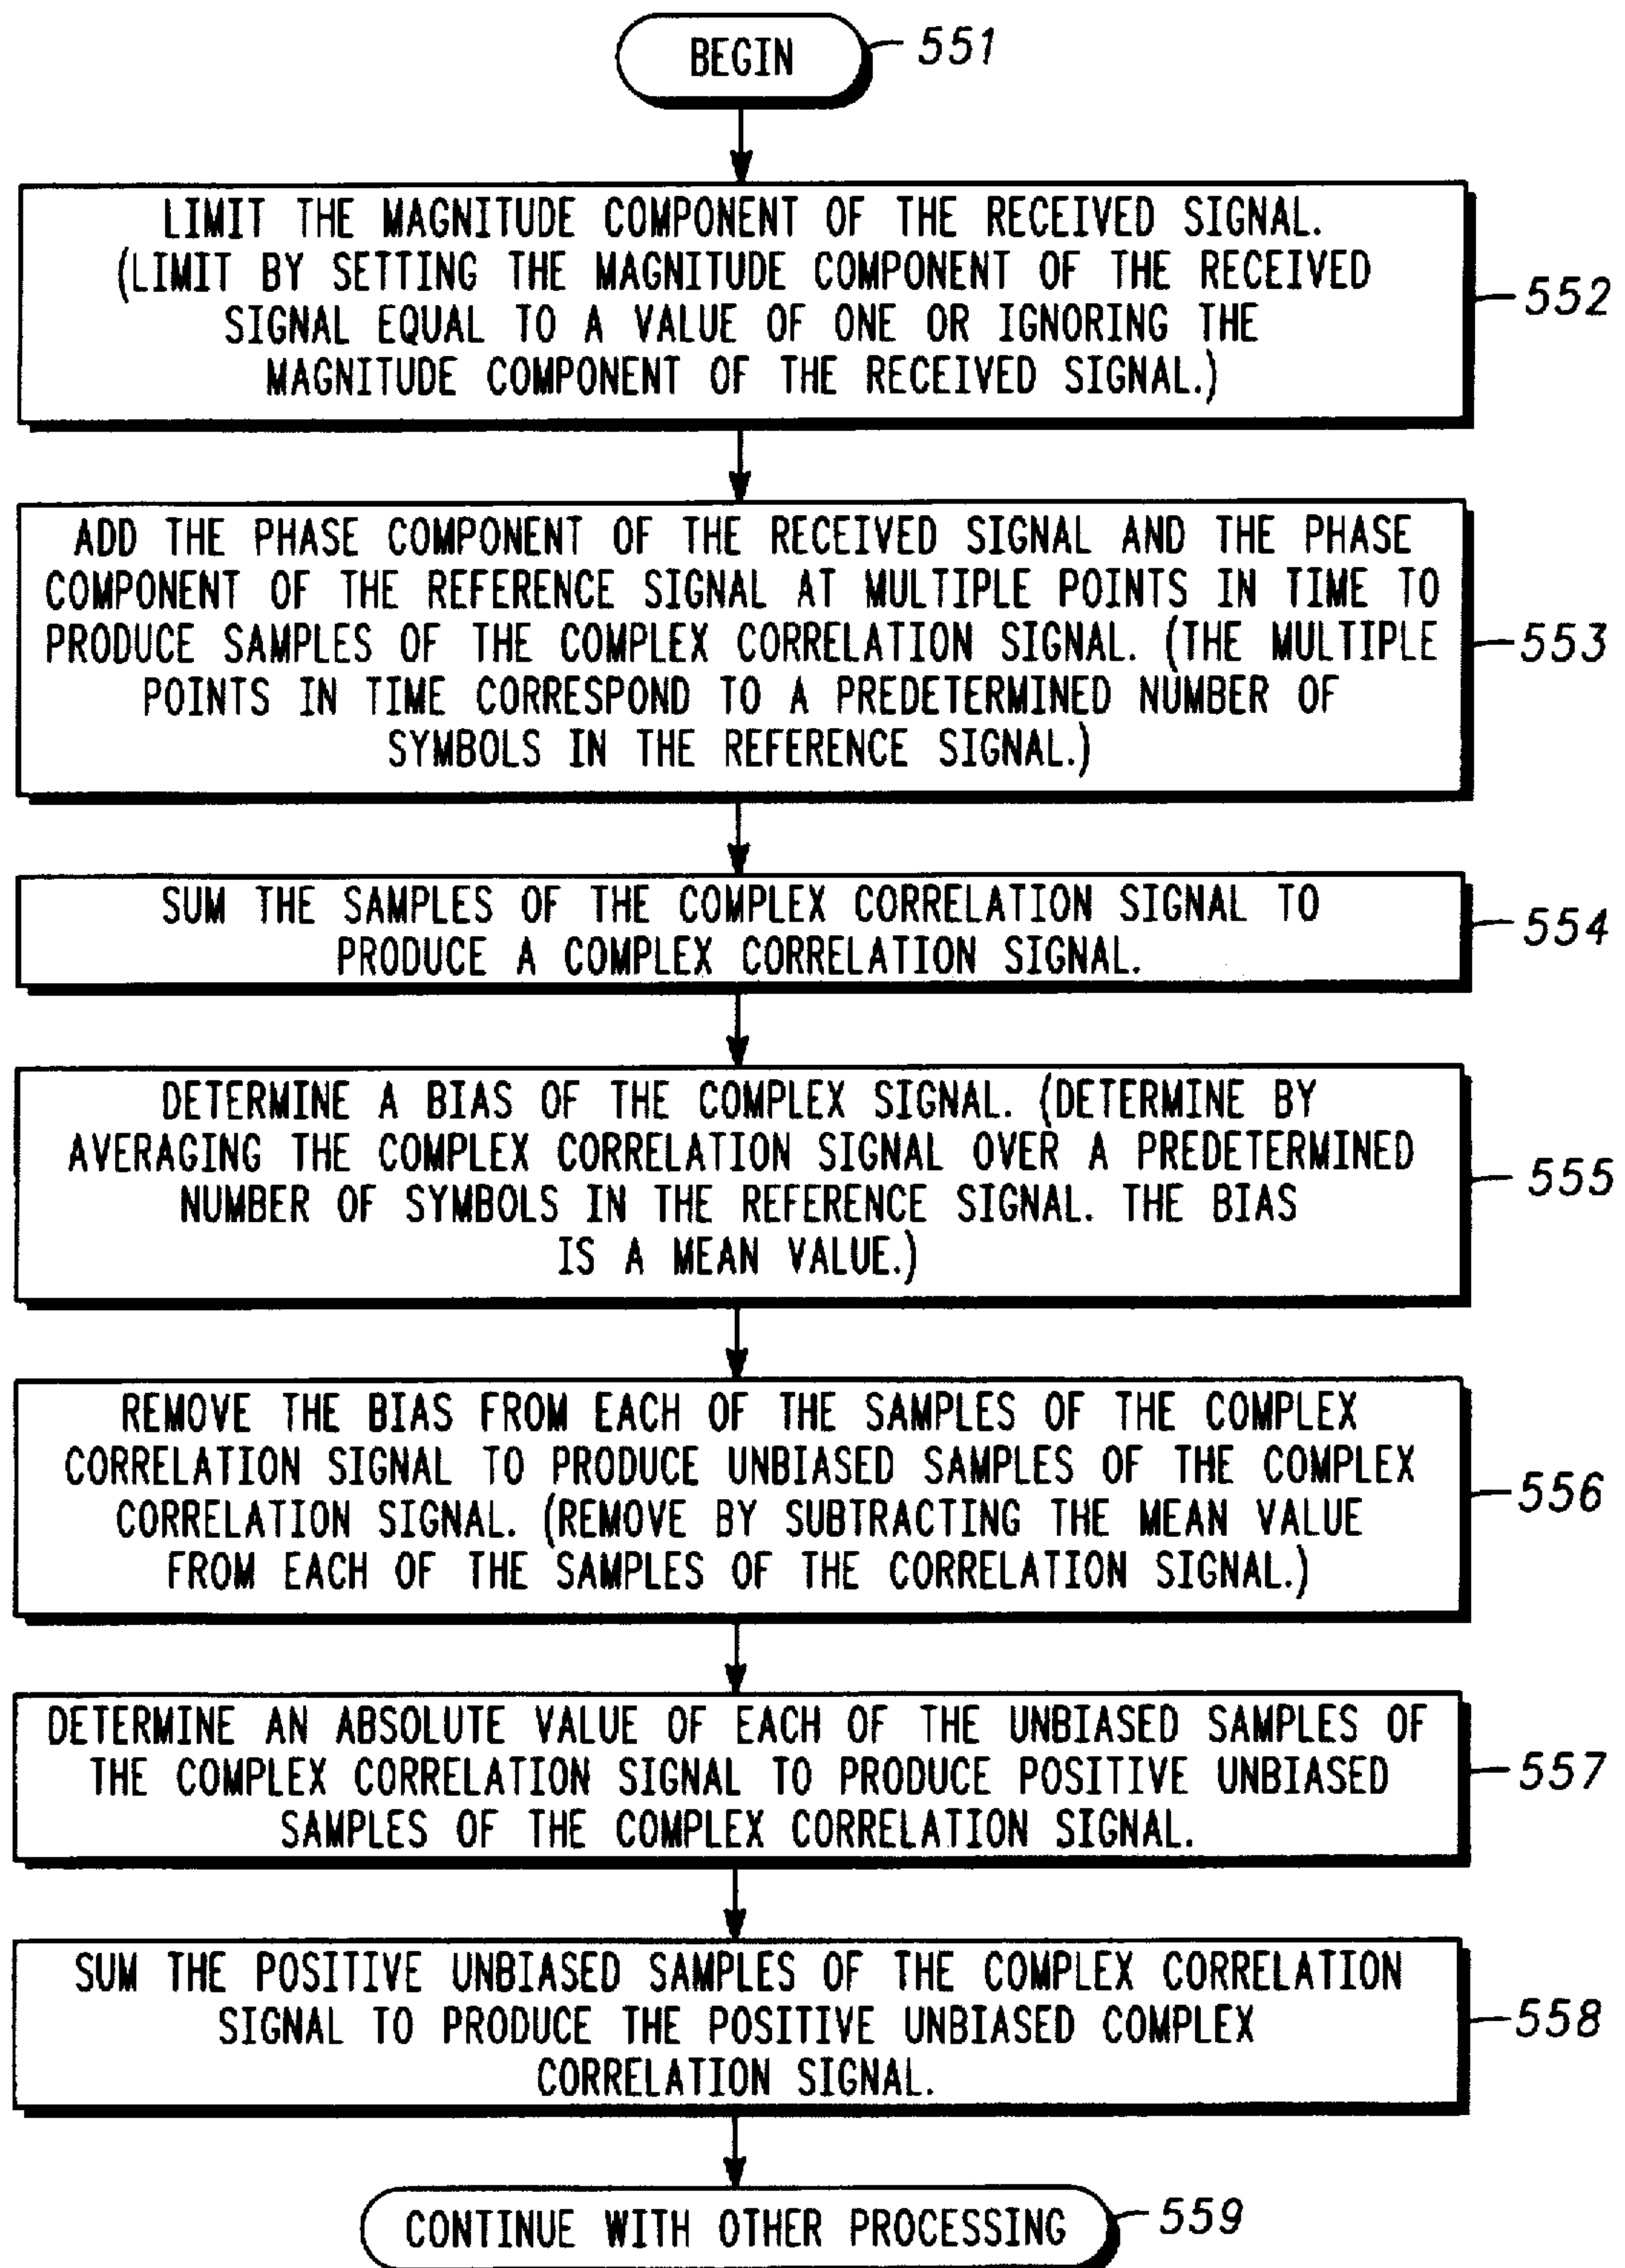 BEGIN
551
LIMIT THE MAGNITUDE COMPONENT OF THE RECEIVED SIGNAL.
(LIMIT BY SETTING THE MAGNITUDE COMPONENT OF THE RECEIVED
SIGNAL EQUAL TO A VALUE OF ONE OR IGNORING THE
MAGNITUDE COMPONENT OF THE RECEIVED SIGNAL.)
552
ADD THE PHASE COMPONENT OF THE RECEIVED SIGNAL AND THE PHASE
COMPONENT OF THE REFERENCE SIGNAL AT MULTIPLE POINTS IN TIME TO
PRODUCE SAMPLES OF THE COMPLEX CORRELATION SIGNAL. (THE MULTIPLE
POINTS IN TIME CORRESPOND TO A PREDETERMINED NUMBER OF
SYMBOLS IN THE REFERENCE SIGNAL.)
553
SUM THE SAMPLES OF THE COMPLEX CORRELATION SIGNAL TO
PRODUCE A COMPLEX CORRELATION SIGNAL.
554
DETERMINE A BIAS OF THE COMPLEX SIGNAL. (DETERMINE BY
AVERAGING THE COMPLEX CORRELATION SIGNAL OVER A PREDETERMINED
NUMBER OF SYMBOLS IN THE REFERENCE SIGNAL. THE BIAS
IS A MEAN VALUE.)
555
REMOVE THE BIAS FROM EACH OF THE SAMPLES OF THE COMPLEX
CORRELATION SIGNAL TO PRODUCE UNBIASED SAMPLES OF THE COMPLEX
CORRELATION SIGNAL. (REMOVE BY SUBTRACTING THE MEAN VALUE
FROM EACH OF THE SAMPLES OF THE CORRELATION SIGNAL.)
556
DETERMINE AN ABSOLUTE VALUE OF EACH OF THE UNBIASED SAMPLES OF
THE COMPLEX CORRELATION SIGNAL TO PRODUCE POSITIVE UNBIASED
SAMPLES OF THE COMPLEX CORRELATION SIGNAL.
557
SUM THE POSITIVE UNBIASED SAMPLES OF THE COMPLEX CORRELATION
SIGNAL TO PRODUCE THE POSITIVE UNBIASED COMPLEX
CORRELATION SIGNAL.
558
CONTINUE WITH OTHER PROCESSING
559